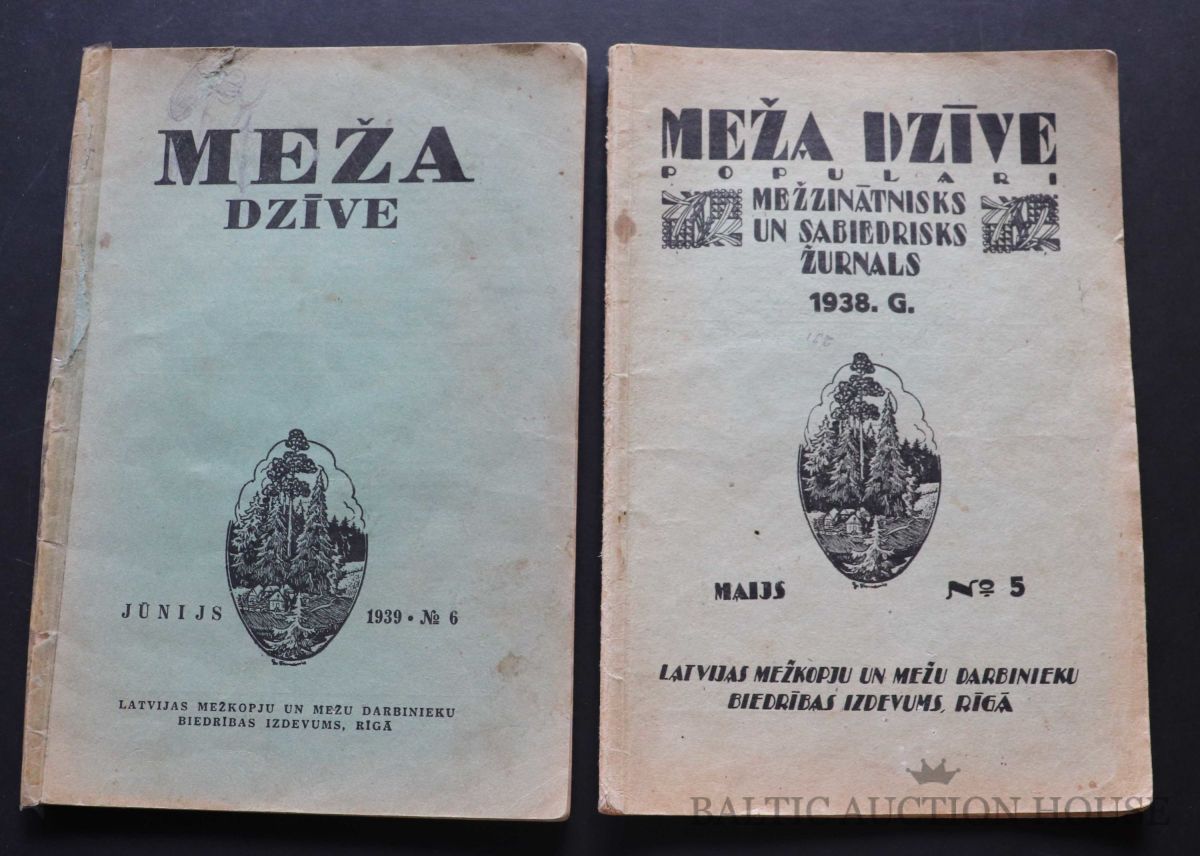 MEŽA
DZĪVE
JŪNIJS 1939 • № 6
LATVIJAS MEŽKOPJU UN MEŽU DARBINIEKU
BIEDRĪBAS IZDEVUMS, RĪGĀ
MEŽA DZĪVE
POPULARI
MEŽZINĀTNISKS
UN SABIEDRISKS
ŽURNALS
1938. G.
MAIJS № 5
LATVIJAS MEŽKOPJU UN MEŽU DARBINIEKU
BIEDRĪBAS IZDEVUMS, RĪGĀ
BALTIC AUCTION HOUSE